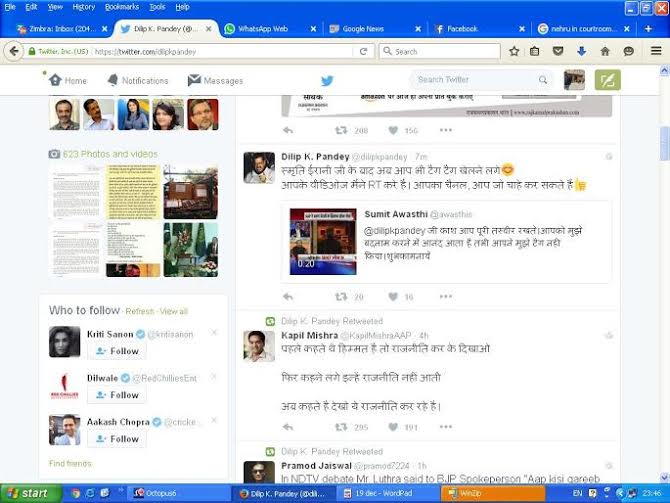 File Edit View History Bookmarks Tools Help
Zimbra: Inbox (204... Dilip K. Pandey (@... WhatsApp Web Google News Facebook nehru in courtroom...
Twitter, Inc. (US) https://twitter.com/dilipkpandey Search
Home Notifications Messages Search Twitter
सार्थक
208 156
623 Photos and videos
Dilip K. Pandey @dilipkpandey 7m
स्मृति ईरानी जी के बाद अब आप भी टैग टैग खेलने लगे
आपके वीडिओज मैंने RT करे है। आपका चैनल, आप जो चाहे कर सकते है
Sumit Awasthi @awasthis
@dilipkpandey जी काश आप पूरी तस्वीर रखते।आपको मुझे
बदनाम करने में आनंद आता है तभी आपने मुझे टैग नही
किया।शुभकामनायें
0:20
20 16
Who to follow · Refresh · View all
Kriti Sanon @kritisanon
Follow
Dilwale @RedChilliesEnt
Follow
Aakash Chopra @cricke...
Follow
Find friends
Dilip K. Pandey Retweeted
Kapil Mishra @KapilMishraAAP · 4h
पहले कहते थे हिम्मत है तो राजनीति कर के दिखाओ
फिर कहने लगे इन्हे राजनीति नहीं आती
अब कहते है देखो ये राजनीति कर रहे है।
295 191
Dilip K. Pandey Retweeted
Pramod Jaiswal @pramod7224 · 1h
In NDTV debate Mr. Luthra said to BJP Spokeperson "Aap kisi gareeb
start Octopus6 Dilip K. Pandey (@dili... 19 dec - WordPad WinZip EN 23:46